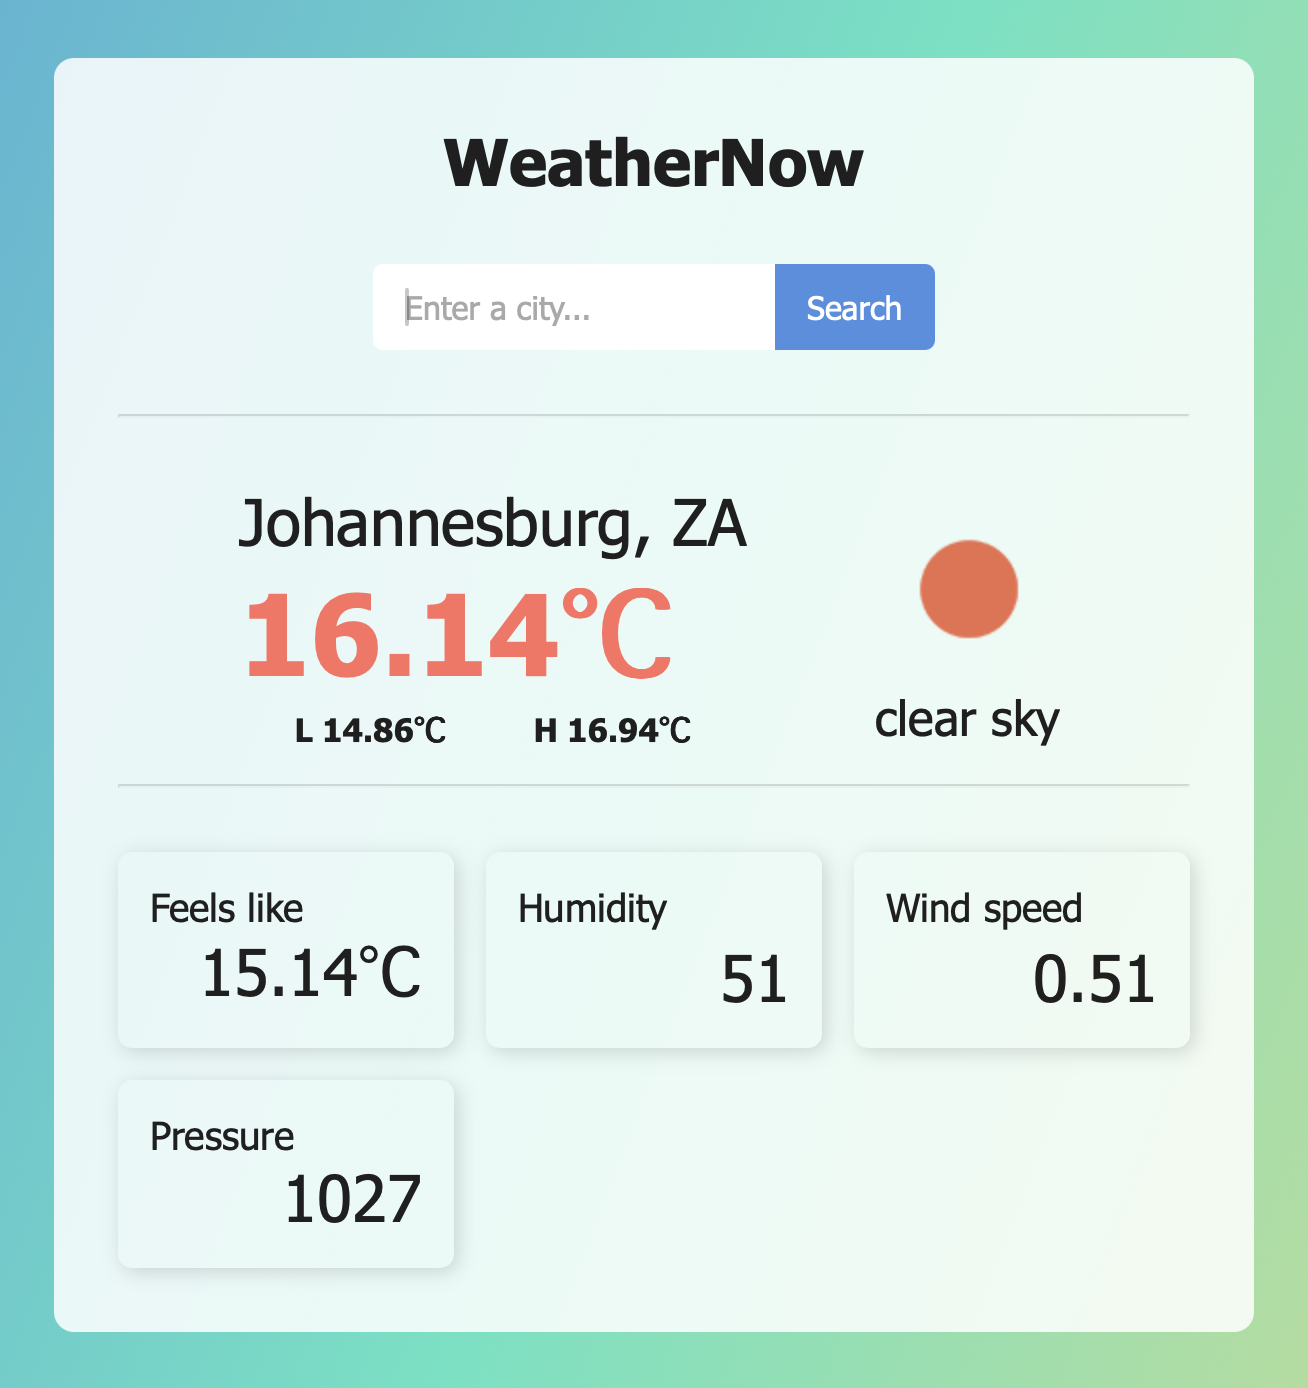 WeatherNow
Enter a city...
Search
Johannesburg, ZA
16.14℃
L 14.86℃ H 16.94℃
clear sky
Feels like
15.14℃
Humidity
51
Wind speed
0.51
Pressure
1027